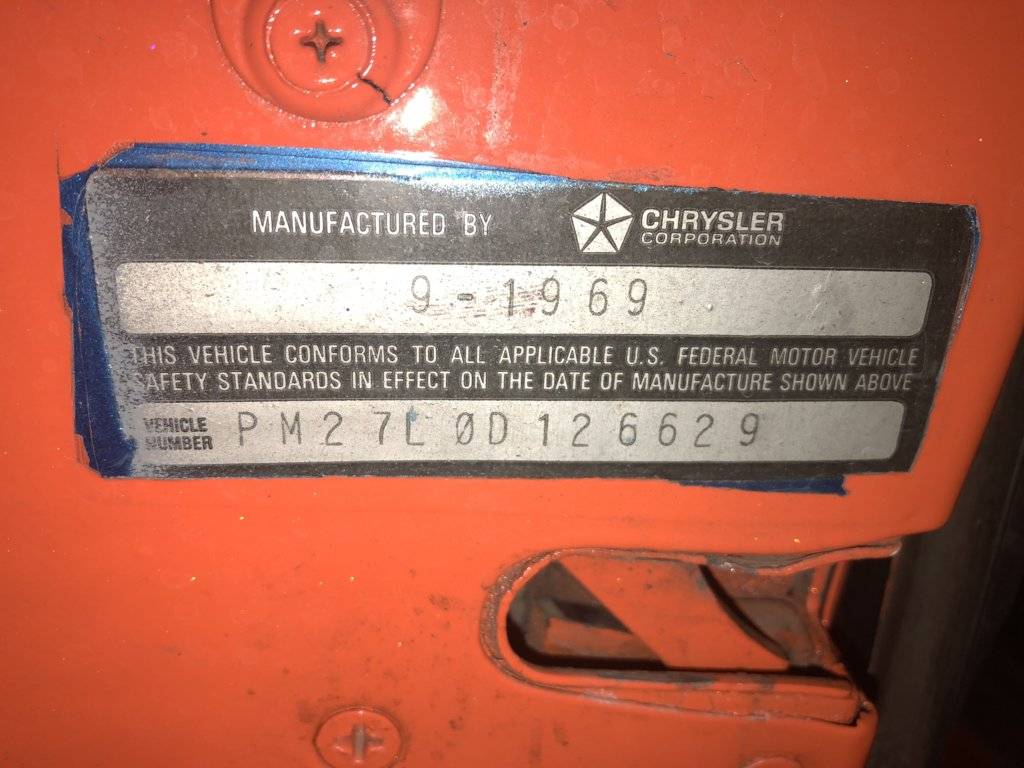 MANUFACTURED BY CHRYSLER
CORPORATION
9-1969
THIS VEHICLE CONFORMS TO ALL APPLICABLE U.S. FEDERAL MOTOR VEHICLE
SAFETY STANDARDS IN EFFECT ON THE DATE OF MANUFACTURE SHOWN ABOVE
VEHICLE
NUMBER PM27L0D126629